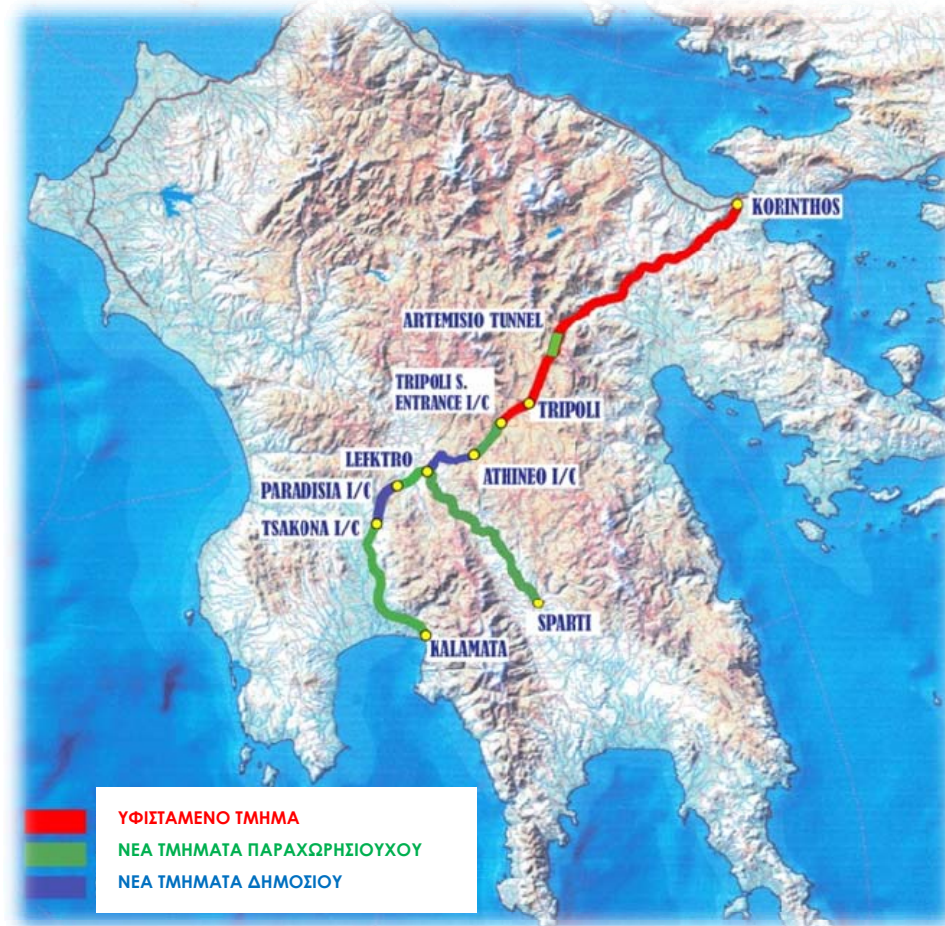 KORINTHOS
ARTEMISIO TUNNEL
TRIPOLI S.
ENTRANCE I/C
TRIPOLI
LEFKTRO
ATHINEO I/C
PARADISIA I/C
TSAKONA I/C
SPARTI
KALAMATA
ΥΦΙΣΤΑΜΕΝΟ ΤΜΗΜΑ
ΝΕΑ ΤΜΗΜΑΤΑ ΠΑΡΑΧΩΡΗΣΙΟΥΧΟΥ
ΝΕΑ ΤΜΗΜΑΤΑ ΔΗΜΟΣΙΟΥ